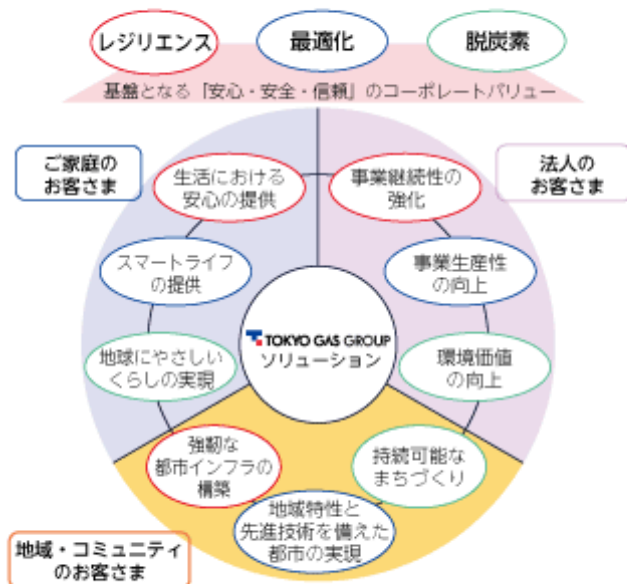 レジリエンス
最適化
脱炭素
基盤となる「安心・安全・信頼」のコーポレートバリュー
ご家庭の
お客さま
法人の
お客さま
生活における
安心の提供
事業継続性の
強化
スマートライフ
の提供
事業生産性
の向上
TOKYO GAS GROUP
ソリューション
地球にやさしい
くらしの実現
環境価値
の向上
強靭な
都市インフラの
構築
持続可能な
まちづくり
地域特性と
先進技術を備えた
都市の実現
地域・コミュニティ
のお客さま